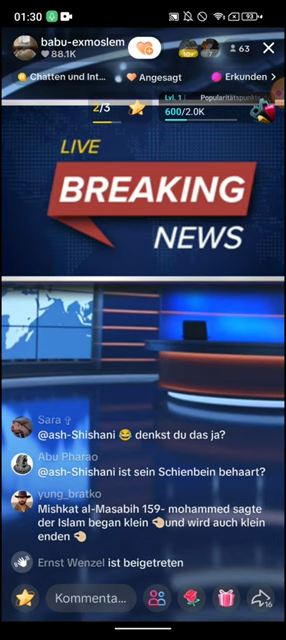 01:30
93
babu-exmoslem
88.1K
10+
63
Chatten und Int...
Angesagt
Erkunden >
2/3
Lvl. 1
Popularitätspunkte
600/2.0K
LIVE
BREAKING
NEWS
Sara ✞
@ash-Shishani 😂 denkst du das ja?
Abu Pharao
@ash-Shishani ist sein Schienbein behaart?
yung_bratko
Mishkat al-Masabih 159- mohammed sagte
der Islam began klein 🤏🏼und wird auch klein
enden 🤏🏼
Ernst Wenzel ist beigetreten
Kommenta...
16